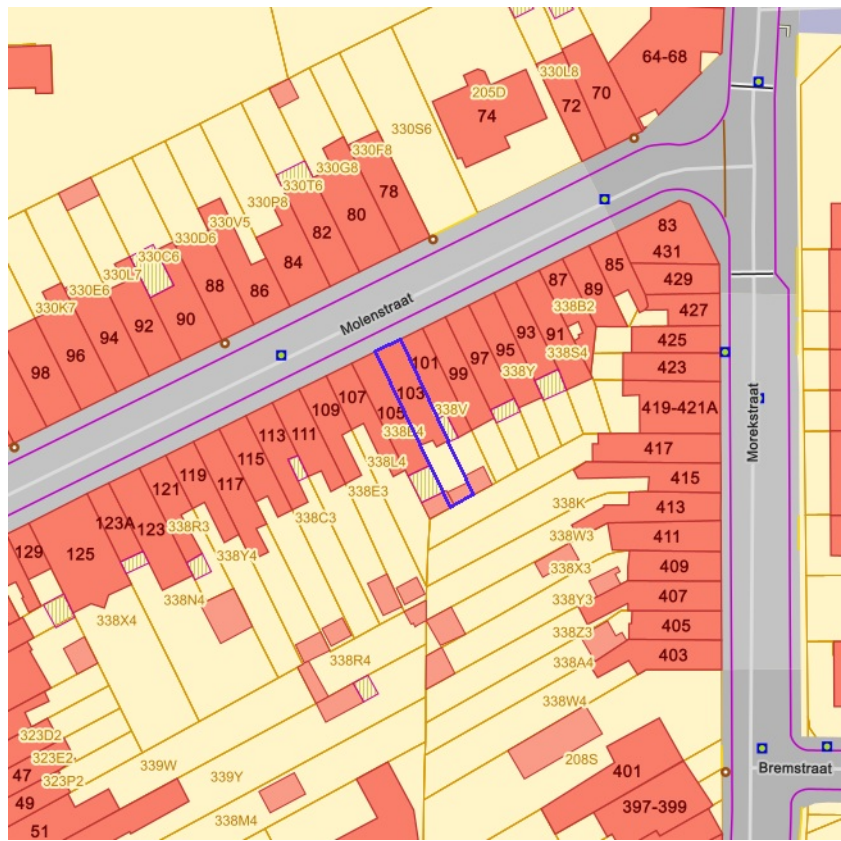 64-68
330L8
70
205D
72
74
330S6
330F8
330G8
78
330T6
80
330P8
82
330V5
84
330D6
88
86
330C6
330L7
92
90
330E6
94
330K7
96
98
83
431
85
429
87
89
427
338B2
Molenstraat
93
91
425
95
338S4
97
423
101
338Y
99
103
107
419-421A
109
105
338V
Morekstraat
113
111
338B4
417
115
338L4
119
415
121
117
338E3
413
123A
123
338K
338R3
338C3
338W3
411
129
125
338Y4
409
338X3
338N4
338Y3
407
338X4
405
338Z3
403
338R4
338A4
338W4
323D2
323E2
339W
208S
47
323P2
339Y
401
Bremstraat
49
397-399
338M4
51